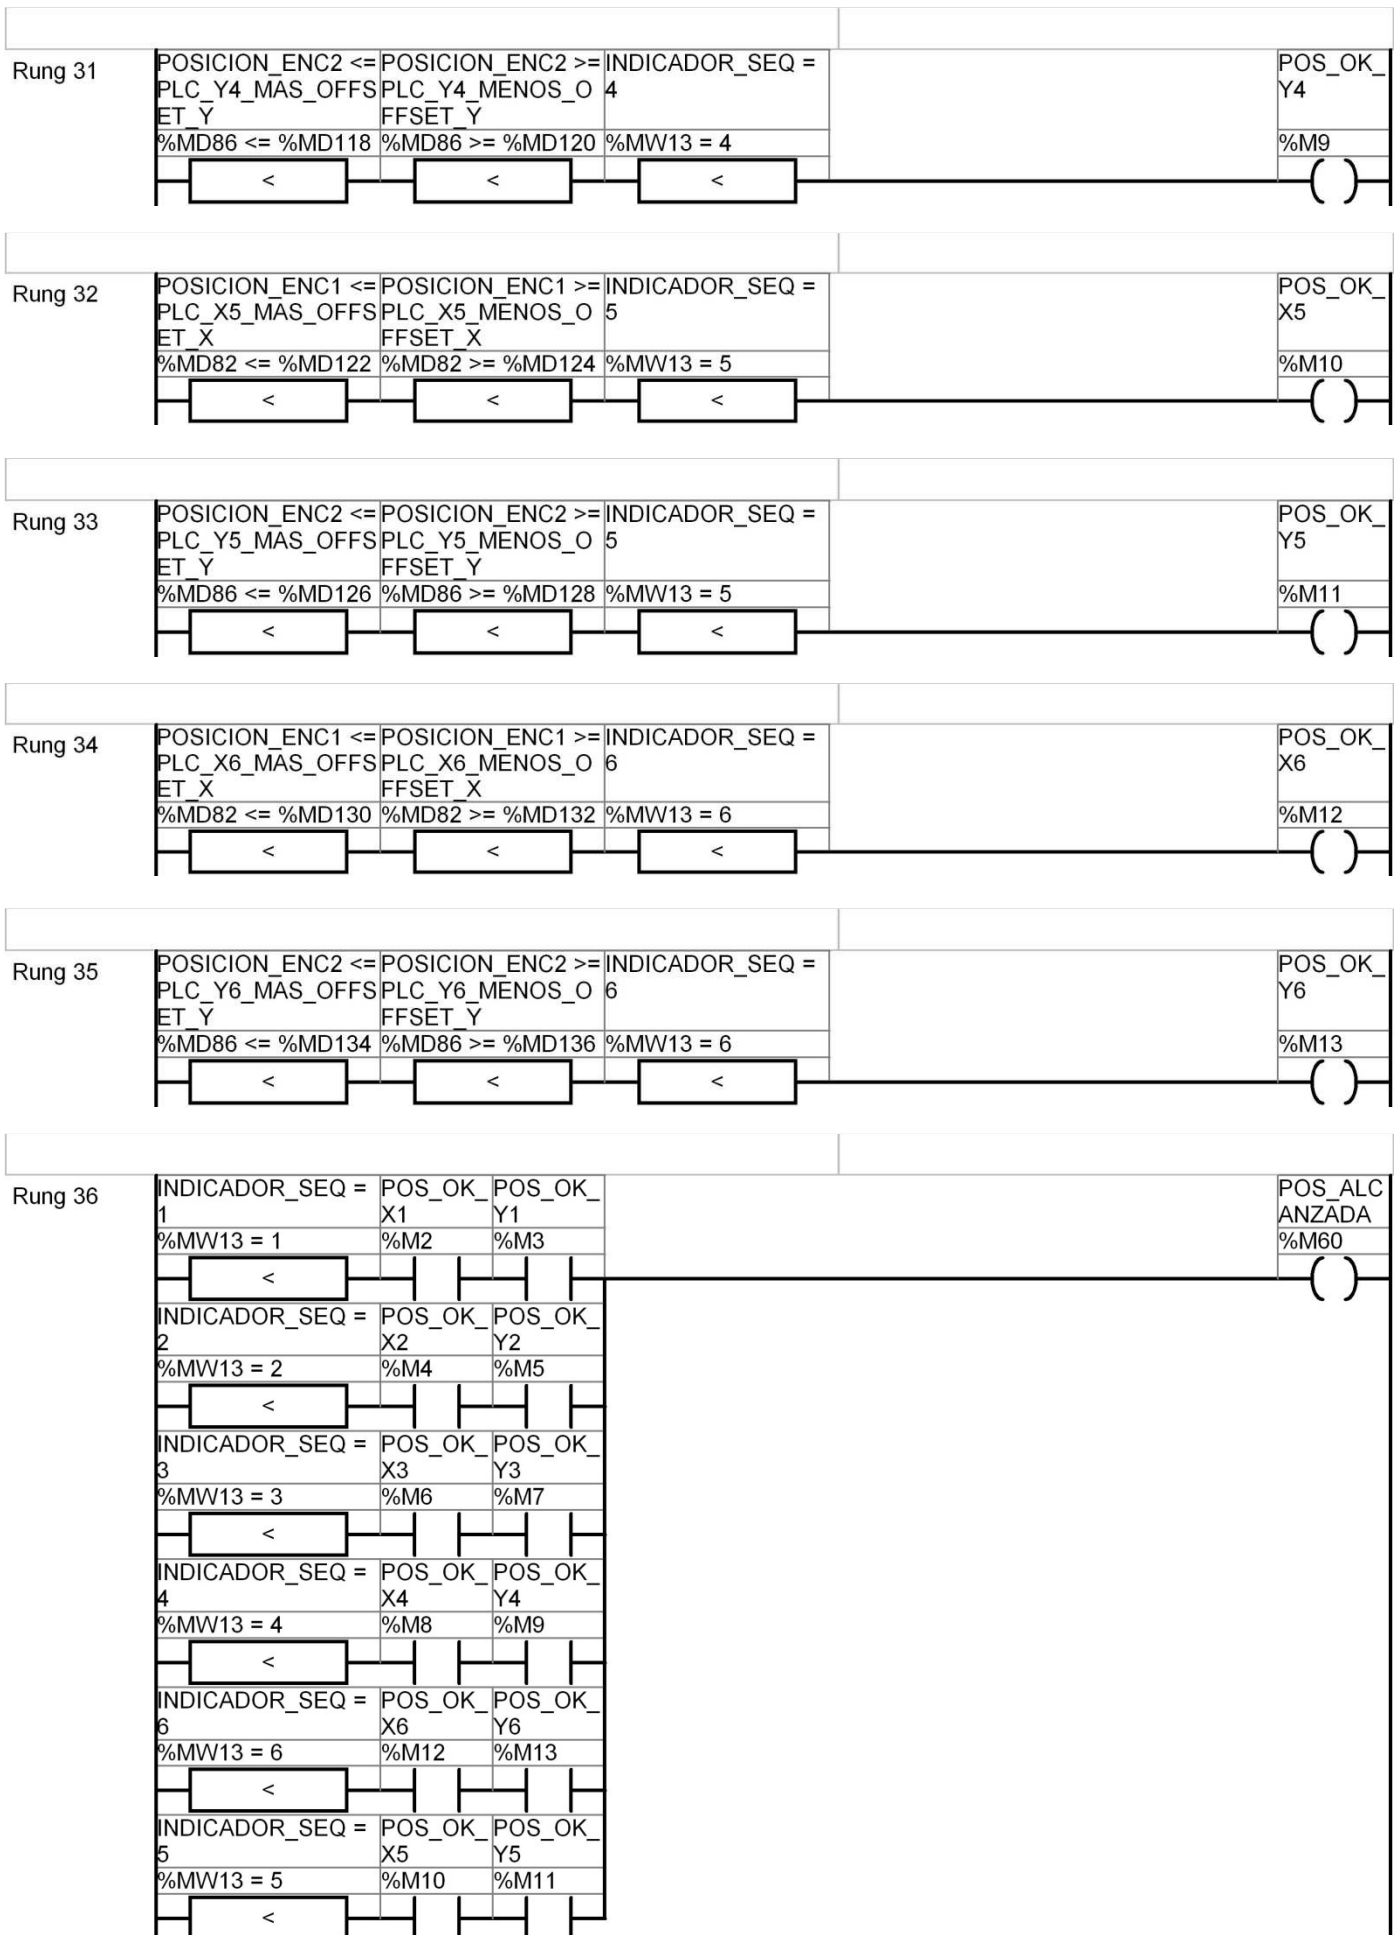 Rung 31
POSICION_ENC2 <= POSICION_ENC2 >= INDICADOR_SEQ = POS_OK_
PLC_Y4_MAS_OFFS PLC_Y4_MENOS_O 4 Y4
ET_Y FFSET_Y
%MD86 <= %MD118 %MD86 >= %MD120 %MW13 = 4 %M9
< < < ( )
Rung 32
POSICION_ENC1 <= POSICION_ENC1 >= INDICADOR_SEQ = POS_OK_
PLC_X5_MAS_OFFS PLC_X5_MENOS_O 5 X5
ET_X FFSET_X
%MD82 <= %MD122 %MD82 >= %MD124 %MW13 = 5 %M10
< < < ( )
Rung 33
POSICION_ENC2 <= POSICION_ENC2 >= INDICADOR_SEQ = POS_OK_
PLC_Y5_MAS_OFFS PLC_Y5_MENOS_O 5 Y5
ET_Y FFSET_Y
%MD86 <= %MD126 %MD86 >= %MD128 %MW13 = 5 %M11
< < < ( )
Rung 34
POSICION_ENC1 <= POSICION_ENC1 >= INDICADOR_SEQ = POS_OK_
PLC_X6_MAS_OFFS PLC_X6_MENOS_O 6 X6
ET_X FFSET_X
%MD82 <= %MD130 %MD82 >= %MD132 %MW13 = 6 %M12
< < < ( )
Rung 35
POSICION_ENC2 <= POSICION_ENC2 >= INDICADOR_SEQ = POS_OK_
PLC_Y6_MAS_OFFS PLC_Y6_MENOS_O 6 Y6
ET_Y FFSET_Y
%MD86 <= %MD134 %MD86 >= %MD136 %MW13 = 6 %M13
< < < ( )
Rung 36
INDICADOR_SEQ = POS_OK_ POS_OK_ POS_ALC
1 X1 Y1 ANZADA
%MW13 = 1 %M2 %M3 %M60
< ( )
INDICADOR_SEQ = POS_OK_ POS_OK_
2 X2 Y2
%MW13 = 2 %M4 %M5
<
INDICADOR_SEQ = POS_OK_ POS_OK_
3 X3 Y3
%MW13 = 3 %M6 %M7
<
INDICADOR_SEQ = POS_OK_ POS_OK_
4 X4 Y4
%MW13 = 4 %M8 %M9
<
INDICADOR_SEQ = POS_OK_ POS_OK_
6 X6 Y6
%MW13 = 6 %M12 %M13
<
INDICADOR_SEQ = POS_OK_ POS_OK_
5 X5 Y5
%MW13 = 5 %M10 %M11
<